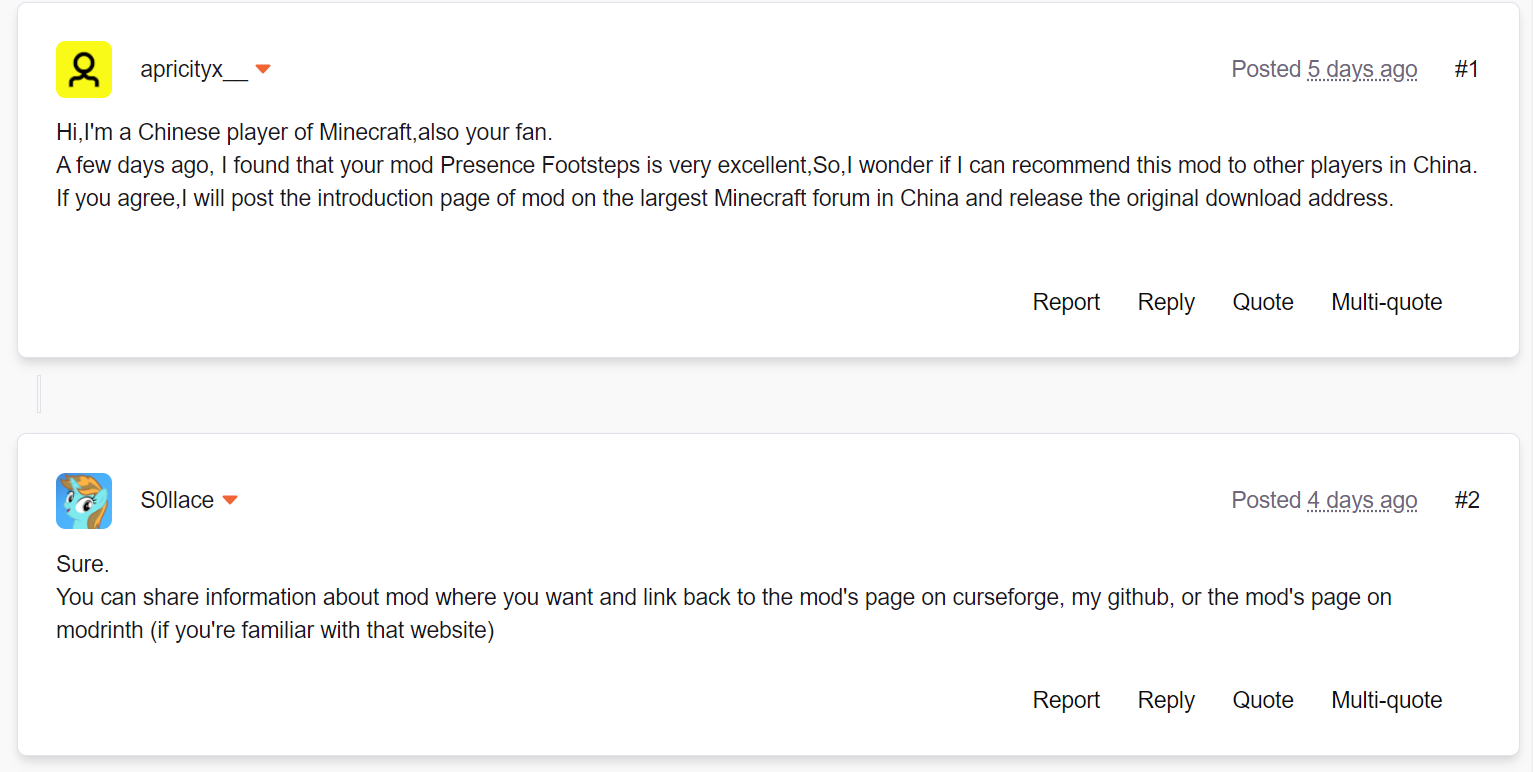 apricityx__
Posted 5 days ago #1
Hi,I'm a Chinese player of Minecraft,also your fan.
A few days ago, I found that your mod Presence Footsteps is very excellent,So,I wonder if I can recommend this mod to other players in China.
If you agree,I will post the introduction page of mod on the largest Minecraft forum in China and release the original download address.
Report Reply Quote Multi-quote
S0llace
Posted 4 days ago #2
Sure.
You can share information about mod where you want and link back to the mod's page on curseforge, my github, or the mod's page on
modrinth (if you're familiar with that website)
Report Reply Quote Multi-quote